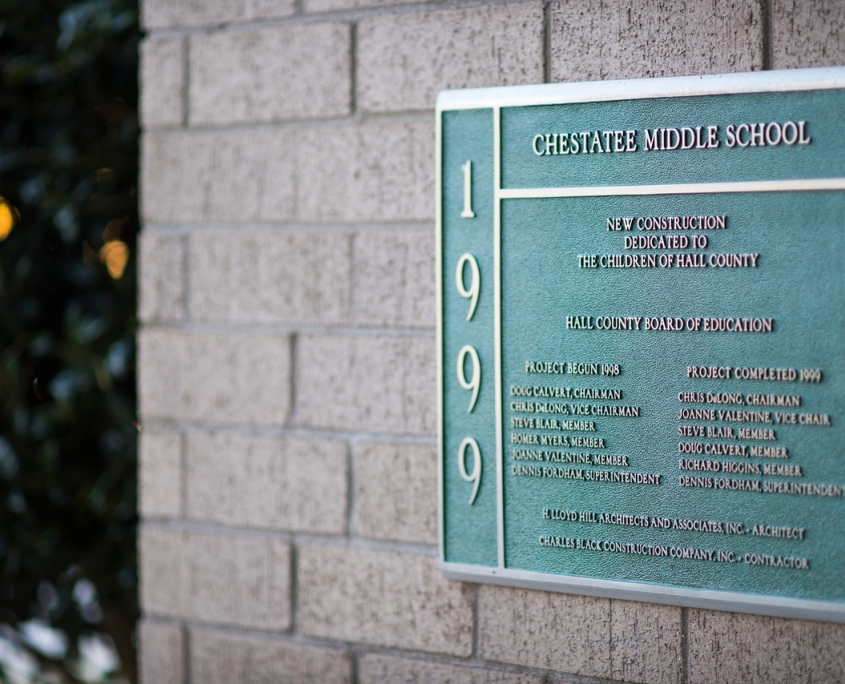 CHESTATEE MIDDLE SCHOOL
1
9
9
9
NEW CONSTRUCTION
DEDICATED TO
THE CHILDREN OF HALL COUNTY
HALL COUNTY BOARD OF EDUCATION
PROJECT BEGUN 1998
DOUG CALVERT, CHAIRMAN
CHRIS DeLONG, VICE CHAIRMAN
STEVE BLAIR, MEMBER
HOMER MYERS, MEMBER
JOANNE VALENTINE, MEMBER
DENNIS FORDHAM, SUPERINTENDENT
PROJECT COMPLETED 1999
CHRIS DeLONG, CHAIRMAN
JOANNE VALENTINE, VICE CHAIR
STEVE BLAIR, MEMBER
DOUG CALVERT, MEMBER
RICHARD HIGGINS, MEMBER
DENNIS FORDHAM, SUPERINTENDENT
H. LLOYD HILL ARCHITECTS AND ASSOCIATES, INC. - ARCHITECT
CHARLES BLACK CONSTRUCTION COMPANY, INC. - CONTRACTOR